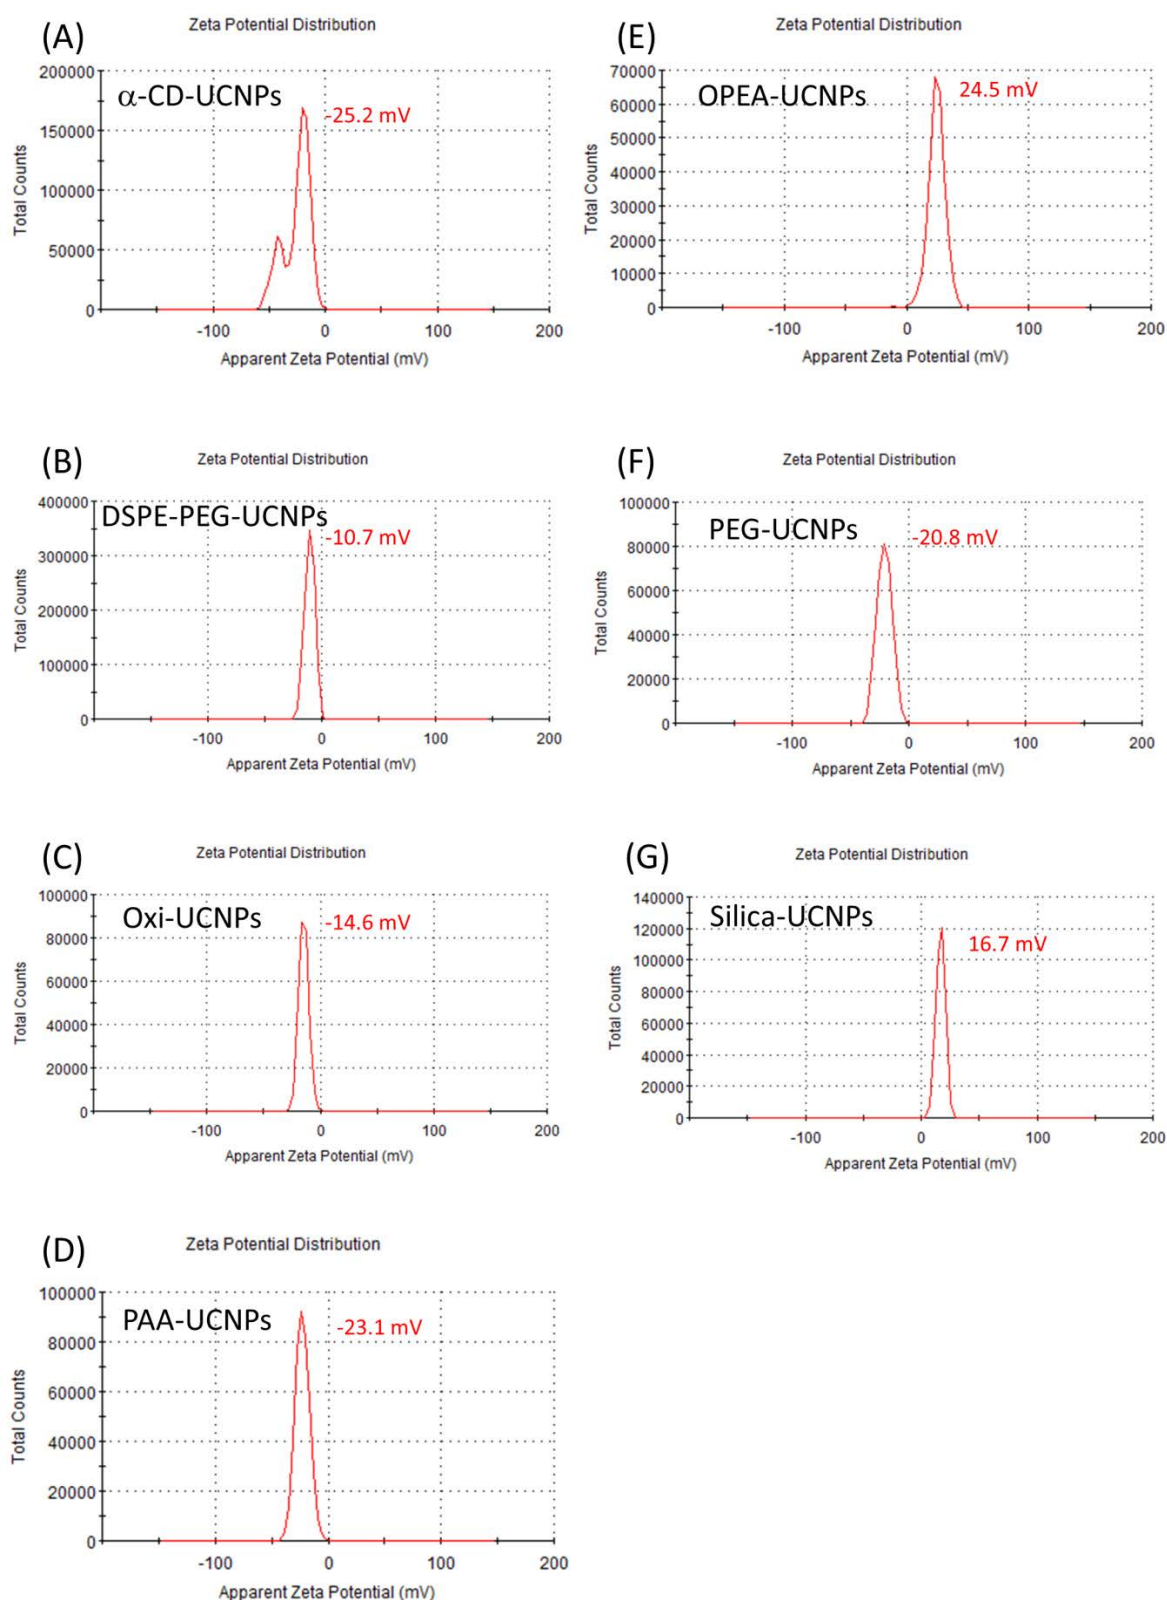 (A)
Zeta Potential Distribution
α-CD-UCNPs
-25.2 mV
Total Counts
200000
150000
100000
50000
0
-100 0 100 200
Apparent Zeta Potential (mV)
(E)
Zeta Potential Distribution
OPEA-UCNPs
24.5 mV
Total Counts
70000
60000
50000
40000
30000
20000
10000
0
-100 0 100 200
Apparent Zeta Potential (mV)
(B)
Zeta Potential Distribution
DSPE-PEG-UCNPs
-10.7 mV
Total Counts
400000
300000
200000
100000
0
-100 0 100 200
Apparent Zeta Potential (mV)
(F)
Zeta Potential Distribution
PEG-UCNPs
-20.8 mV
Total Counts
100000
80000
60000
40000
20000
0
-100 0 100 200
Apparent Zeta Potential (mV)
(C)
Zeta Potential Distribution
Oxi-UCNPs
-14.6 mV
Total Counts
100000
80000
60000
40000
20000
0
-100 0 100 200
Apparent Zeta Potential (mV)
(G)
Zeta Potential Distribution
Silica-UCNPs
16.7 mV
Total Counts
140000
120000
100000
80000
60000
40000
20000
0
-100 0 100 200
Apparent Zeta Potential (mV)
(D)
Zeta Potential Distribution
PAA-UCNPs
-23.1 mV
Total Counts
100000
80000
60000
40000
20000
0
-100 0 100 200
Apparent Zeta Potential (mV)